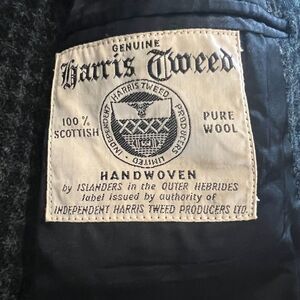 GENUINE
Harris Tweed
HARRIS TWEED PRODUCERS LIMITED INDEPENDENT
100% PURE
SCOTTISH WOOL
HANDWOVEN
by ISLANDERS in the OUTER HEBRIDES
label issued by authority of
INDEPENDENT HARRIS TWEED PRODUCERS LTD.